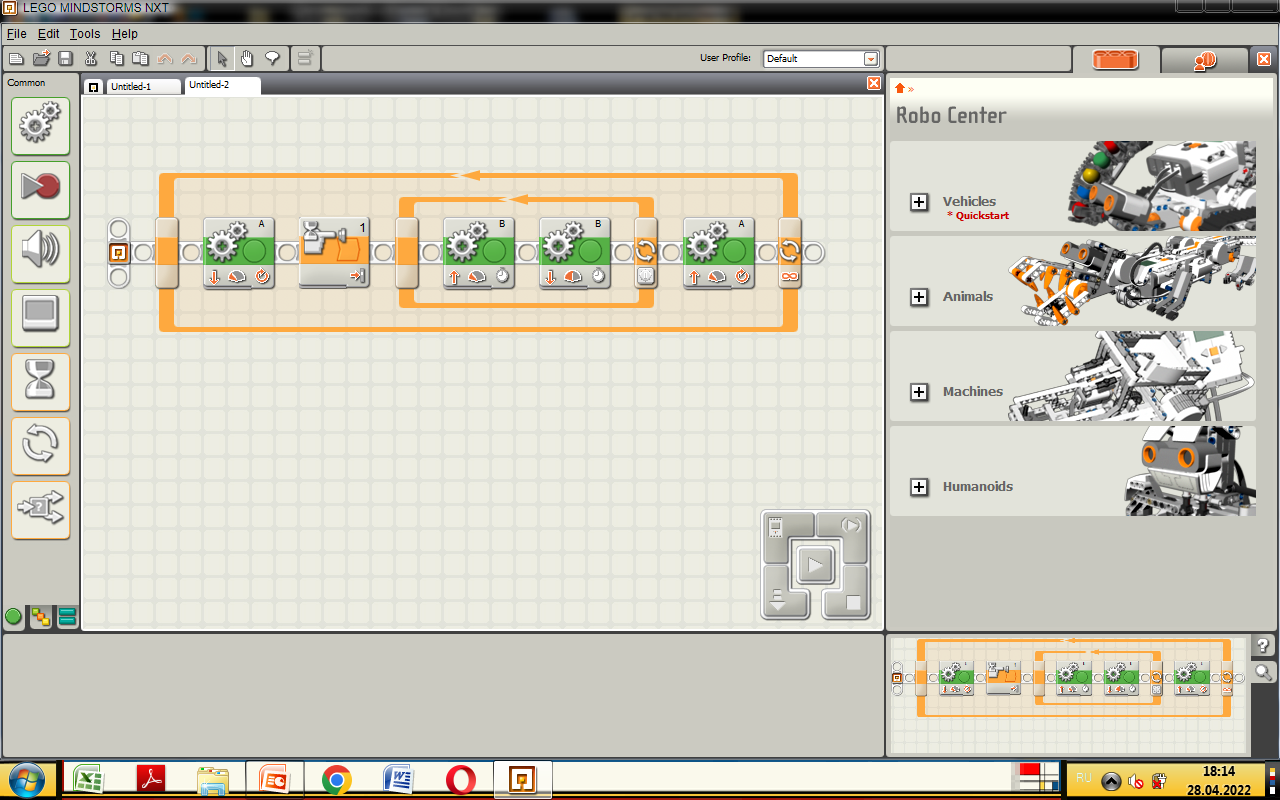 LEGO MINDSTORMS NXT
File Edit Tools Help
User Profile: Default
Common
Untitled-1 Untitled-2
»
Robo Center
A 1 B B A
Vehicles
* Quickstart
Animals
Machines
Humanoids
?
RU 18:14
28.04.2022